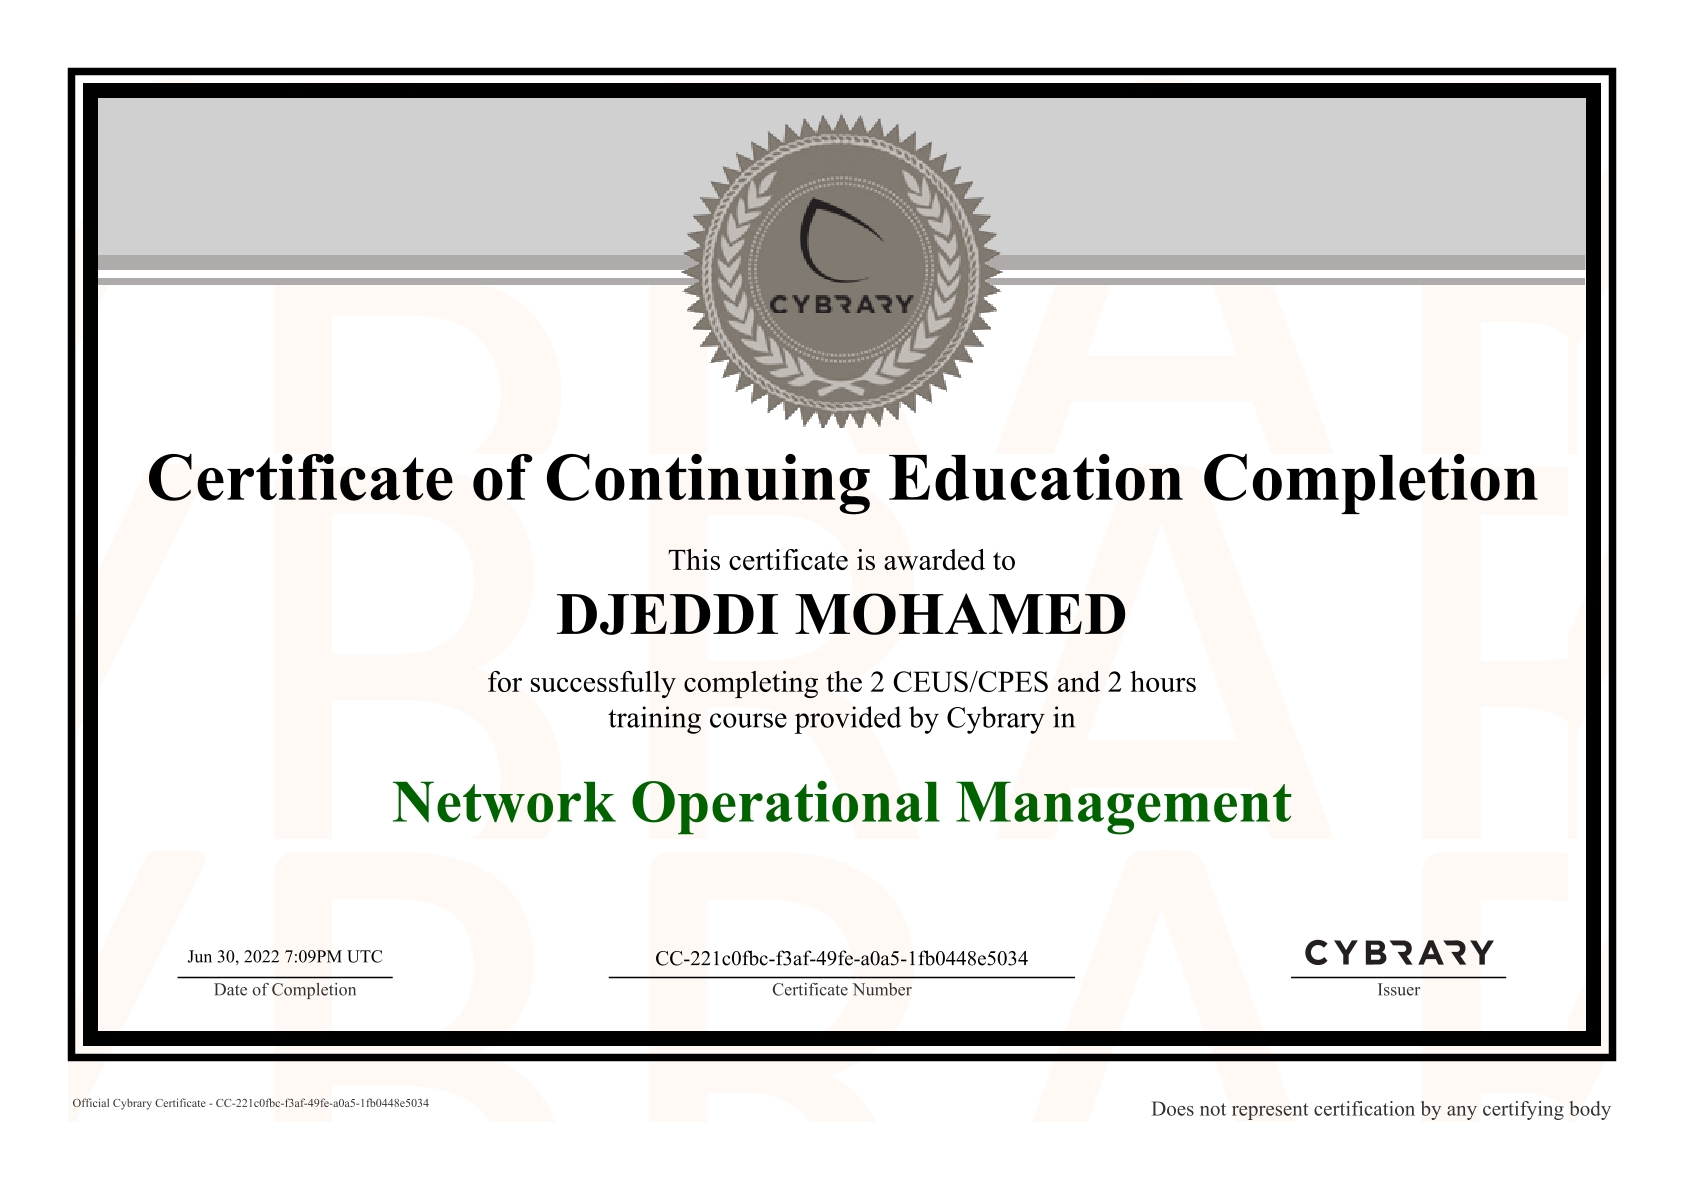 CYBRARY
Certificate of Continuing Education Completion
This certificate is awarded to
DJEDDI MOHAMED
for successfully completing the 2 CEUS/CPES and 2 hours
training course provided by Cybrary in
Network Operational Management
Jun 30, 2022 7:09PM UTC
Date of Completion
CC-221c0fbc-f3af-49fe-a0a5-1fb0448e5034
Certificate Number
CYBRARY
Issuer
Official Cybrary Certificate - CC-221c0fbc-f3af-49fe-a0a5-1fb0448e5034
Does not represent certification by any certifying body